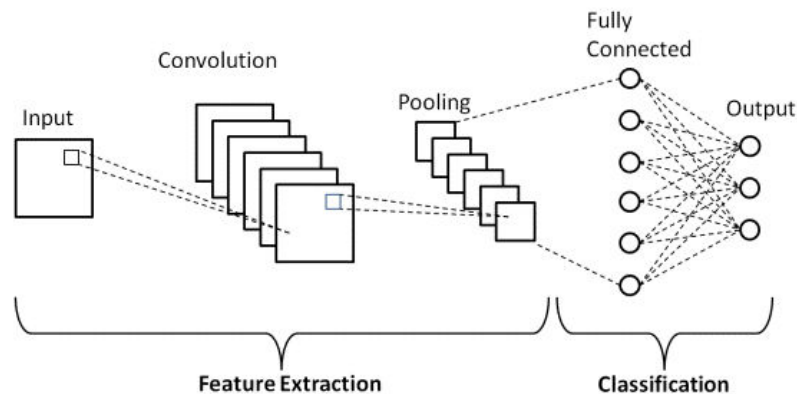 Input
Convolution
Pooling
Fully
Connected
Output
Feature Extraction
Classification